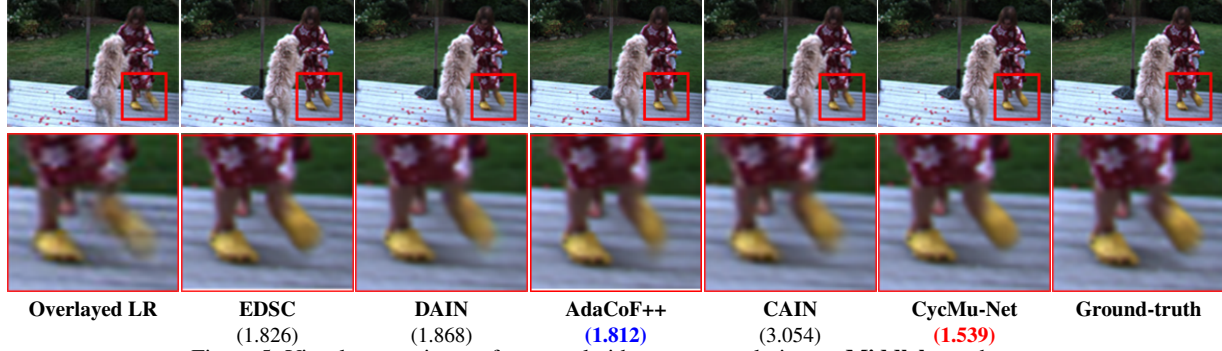 Overlayed LR EDSC DAIN AdaCoF++ CAIN CycMu-Net Ground-truth
(1.826) (1.868) (1.812) (3.054) (1.539)